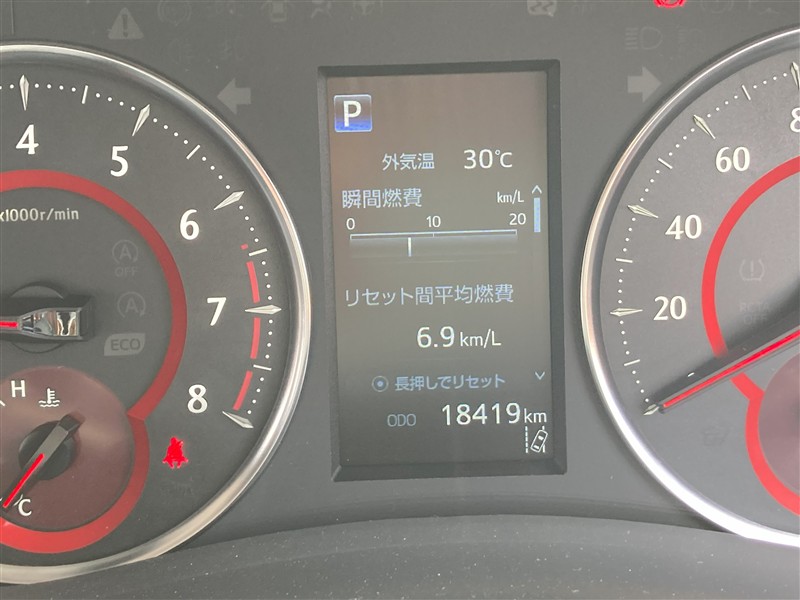 P
外気温 30℃
瞬間燃費 km/L
0 10 20
リセット間平均燃費
6.9 km/L
長押しでリセット
ODO 18419 km
4
5
6
7
8
x1000r/min
OFF
ECO
H
C
20
40
60
8